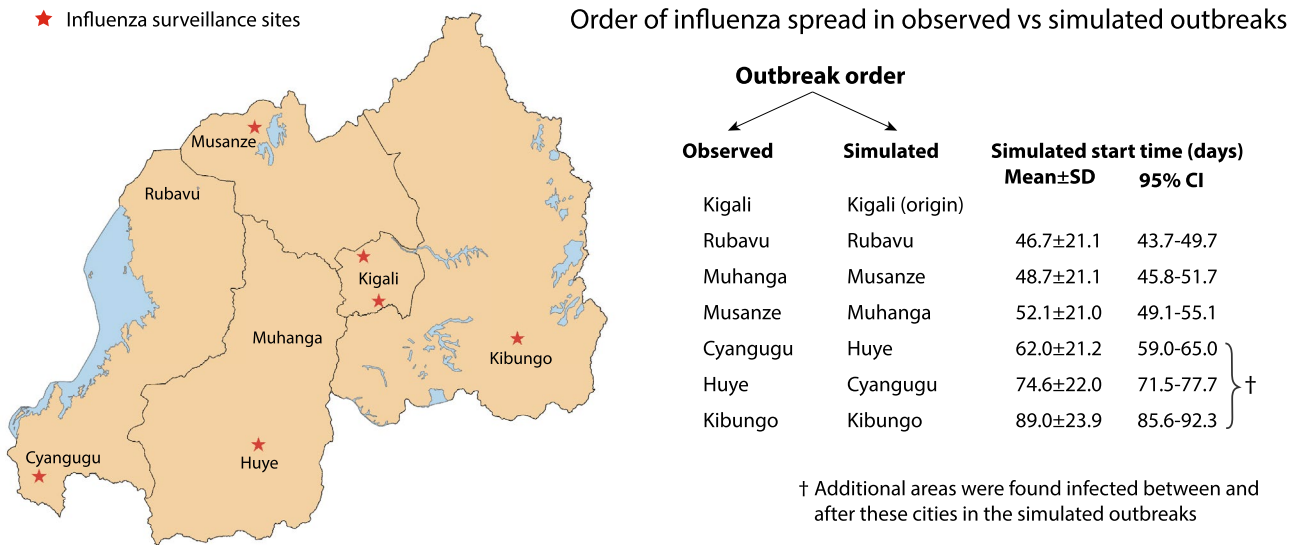 Influenza surveillance sites
Order of influenza spread in observed vs simulated outbreaks
Musanze
Rubavu
Kigali
Muhanga
Kibungo
Cyangugu
Huye
Outbreak order
Observed Simulated Simulated start time (days)
Mean±SD 95% CI
Kigali Kigali (origin)
Rubavu Rubavu 46.7±21.1 43.7-49.7
Muhanga Musanze 48.7±21.1 45.8-51.7
Musanze Muhanga 52.1±21.0 49.1-55.1
Cyangugu Huye 62.0±21.2 59.0-65.0
Huye Cyangugu 74.6±22.0 71.5-77.7 †
Kibungo Kibungo 89.0±23.9 85.6-92.3
† Additional areas were found infected between and
after these cities in the simulated outbreaks